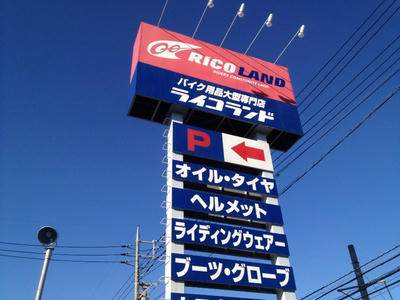 RICOLAND
RIDERS COMMUNITY LAND
バイク用品大型専門店
ライコランド
P
オイル・タイヤ
ヘルメット
ライディングウェアー
ブーツ・グローブ